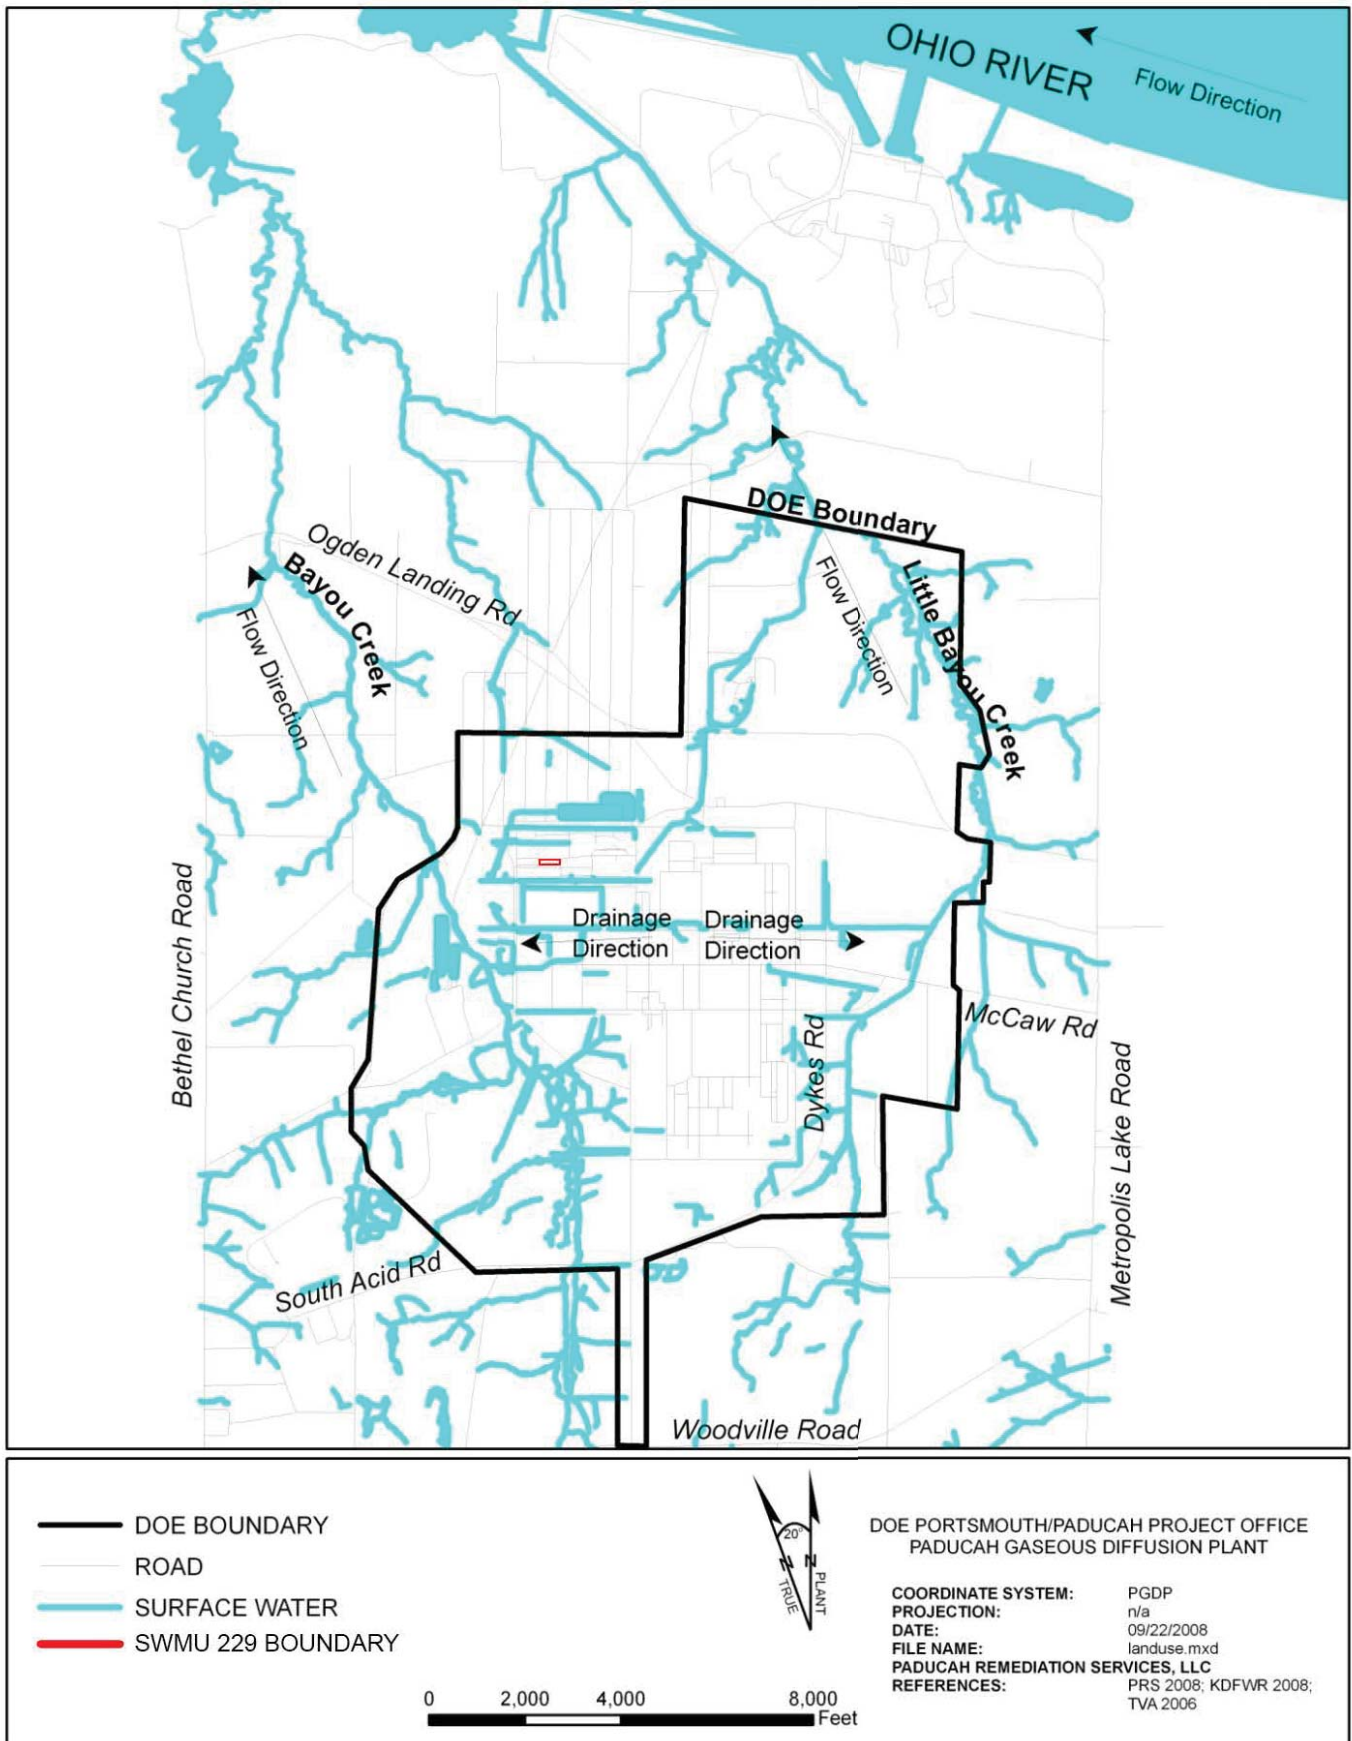 OHIO RIVER
Flow Direction
DOE Boundary
Ogden Landing Rd
Bayou Creek
Flow Direction
Flow Direction
Little Bayou Creek
Bethel Church Road
Drainage
Direction
Drainage
Direction
McCaw Rd
Dykes Rd
Metropolis Lake Road
South Acid Rd
Woodville Road
DOE BOUNDARY
ROAD
SURFACE WATER
SWMU 229 BOUNDARY
20°
N
TRUE
N
PLANT
0 2,000 4,000 8,000
Feet
DOE PORTSMOUTH/PADUCAH PROJECT OFFICE
PADUCAH GASEOUS DIFFUSION PLANT
COORDINATE SYSTEM: PGDP
PROJECTION: n/a
DATE: 09/22/2008
FILE NAME: landuse.mxd
PADUCAH REMEDIATION SERVICES, LLC
REFERENCES: PRS 2008; KDFWR 2008;
TVA 2006